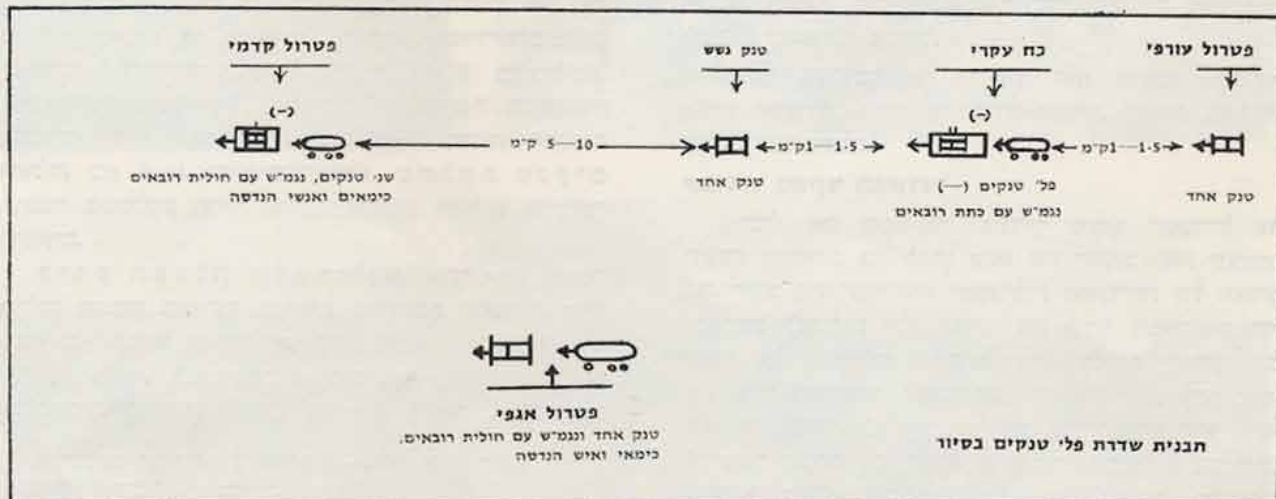 פטרול עורפי
כח עקרי
טנק גשש
פטרול קדמי
(—)
(—)
1—1·5 ק״מ
1—1·5 ק״מ
5—10 ק״מ
טנק אחד
פל׳ טנקים (—)
נגמ״ש עם כתת רובאים
טנק אחד
שני טנקים, נגמ״ש עם חולית רובאים
כימאים ואנשי הנדסה
פטרול אגפי
טנק אחד ונגמ״ש עם חולית רובאים,
כימאי ואיש הנדסה
תבנית שדרת פלי טנקים בסיור